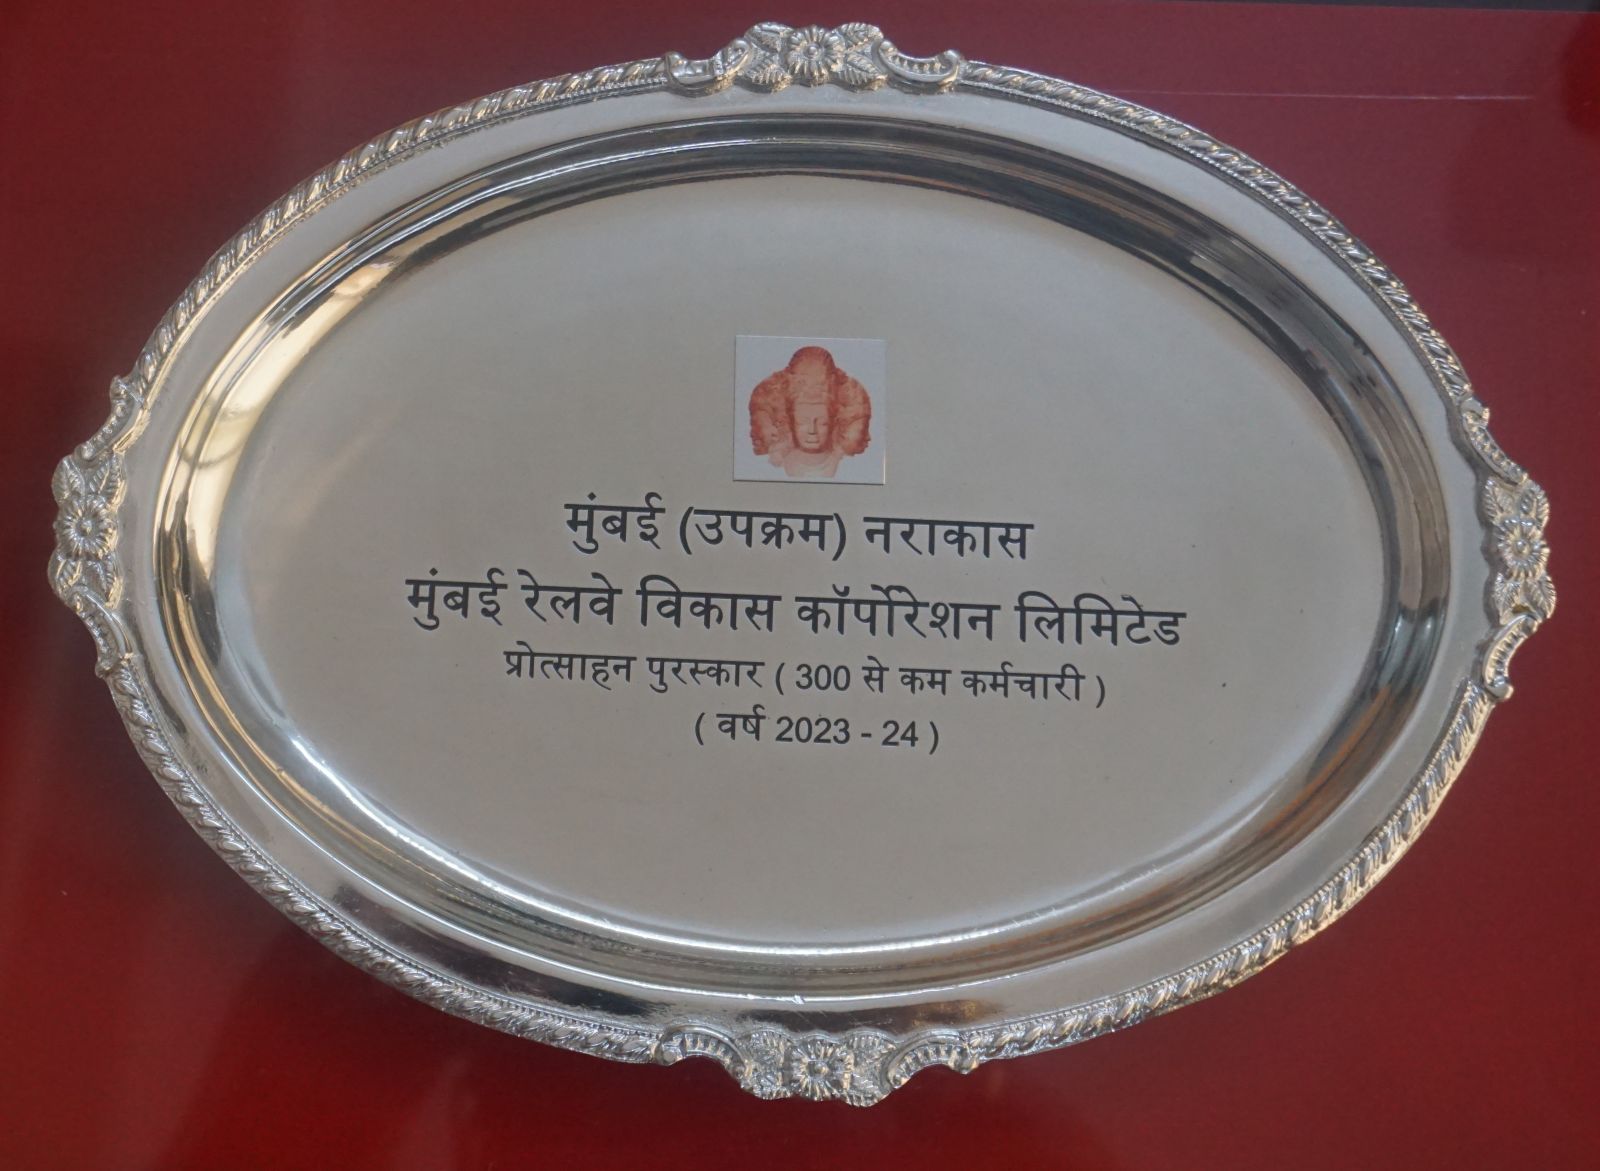 मुंबई (उपक्रम) नराकास
मुंबई रेलवे विकास कॉर्पोरेशन लिमिटेड
प्रोत्साहन पुरस्कार ( 300 से कम कर्मचारी )
( वर्ष 2023 - 24 )